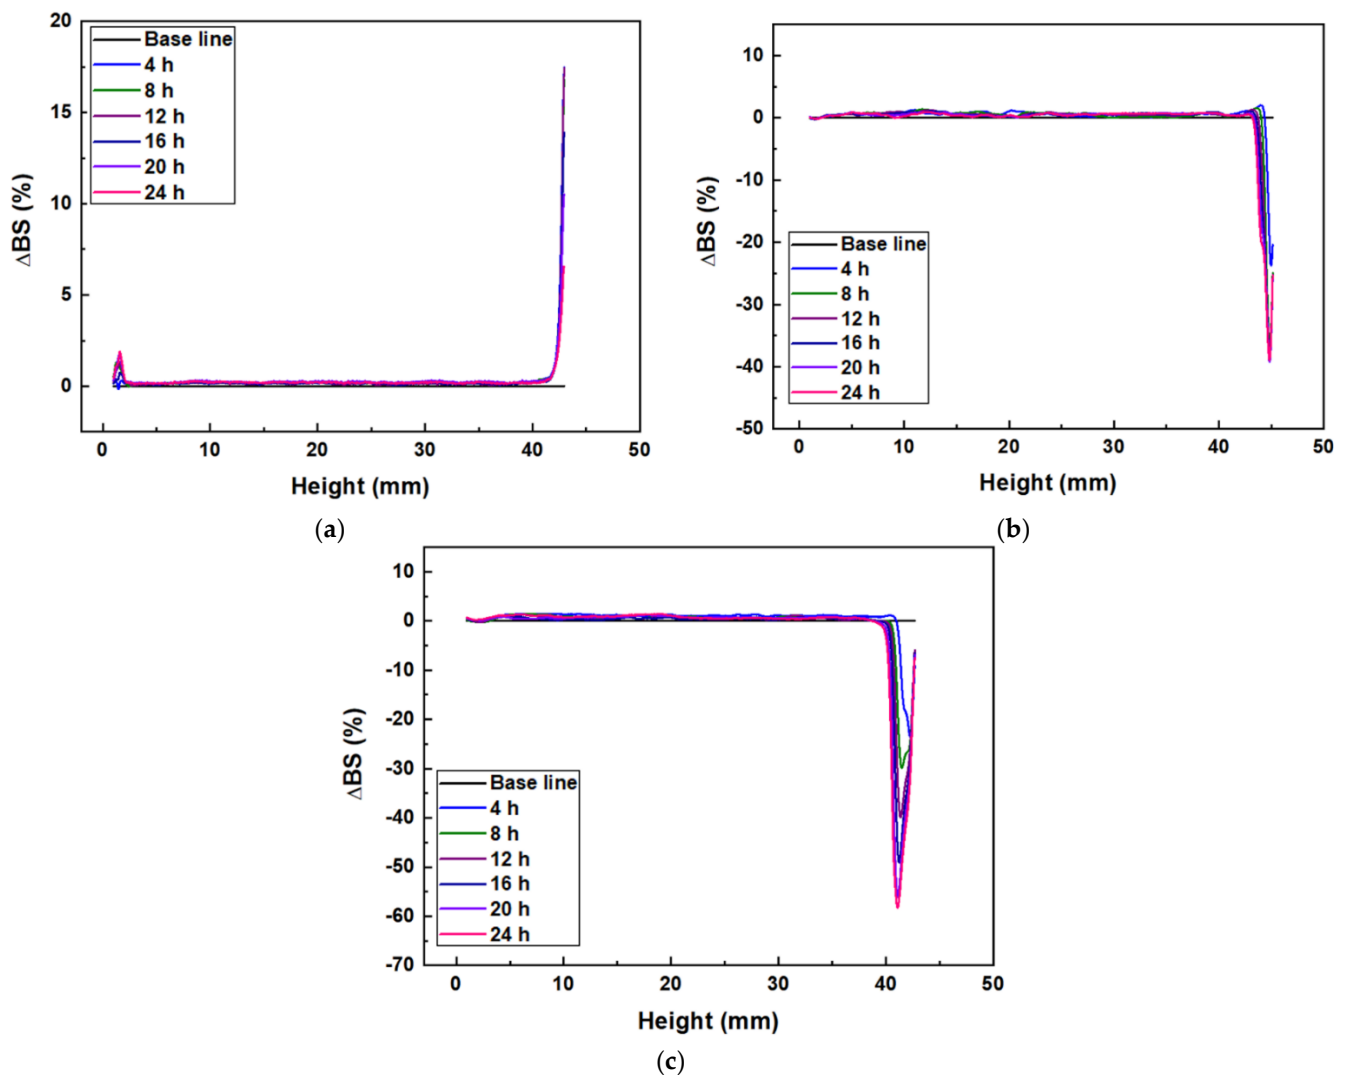 20
15
10
5
0
ΔBS (%)
Base line
4 h
8 h
12 h
16 h
20 h
24 h
0 10 20 30 40 50
Height (mm)
(a)
10
0
-10
-20
-30
-40
-50
ΔBS (%)
Base line
4 h
8 h
12 h
16 h
20 h
24 h
0 10 20 30 40 50
Height (mm)
(b)
10
0
-10
-20
-30
-40
-50
-60
-70
ΔBS (%)
Base line
4 h
8 h
12 h
16 h
20 h
24 h
0 10 20 30 40 50
Height (mm)
(c)